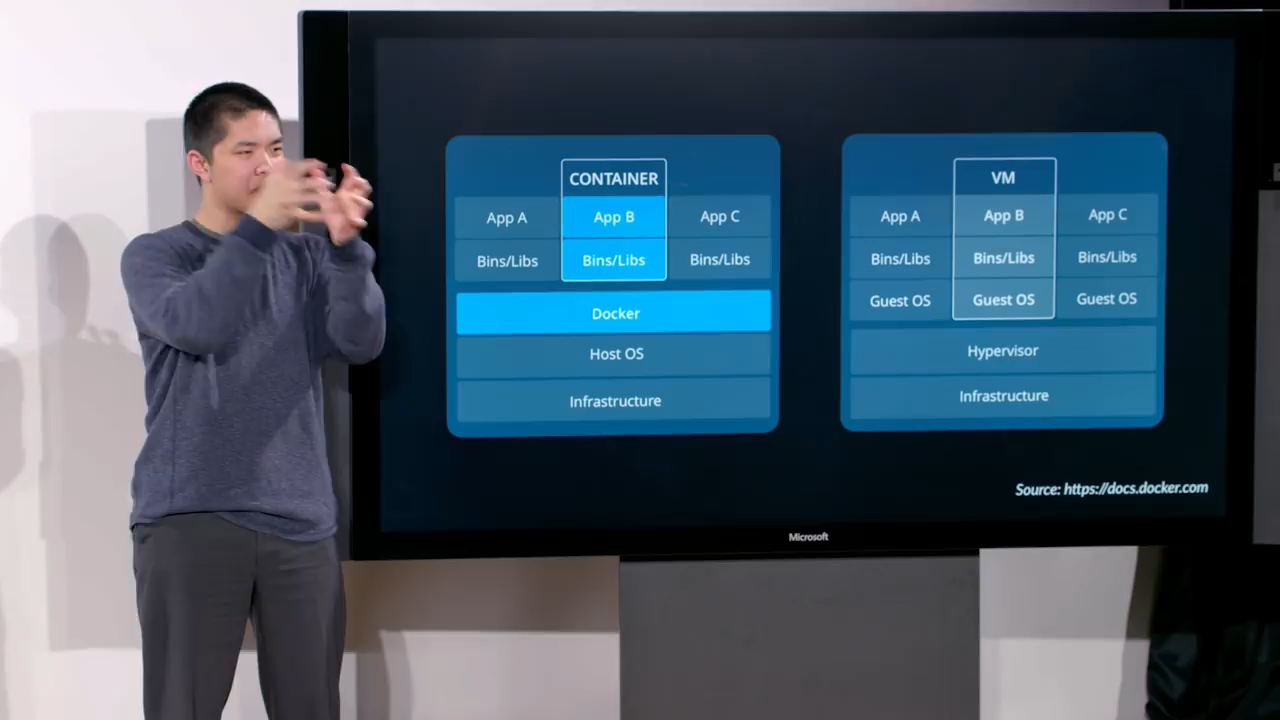 CONTAINER
App A App B App C
Bins/Libs Bins/Libs Bins/Libs
Docker
Host OS
Infrastructure
VM
App A App B App C
Bins/Libs Bins/Libs Bins/Libs
Guest OS Guest OS Guest OS
Hypervisor
Infrastructure
Source: https://docs.docker.com
Microsoft